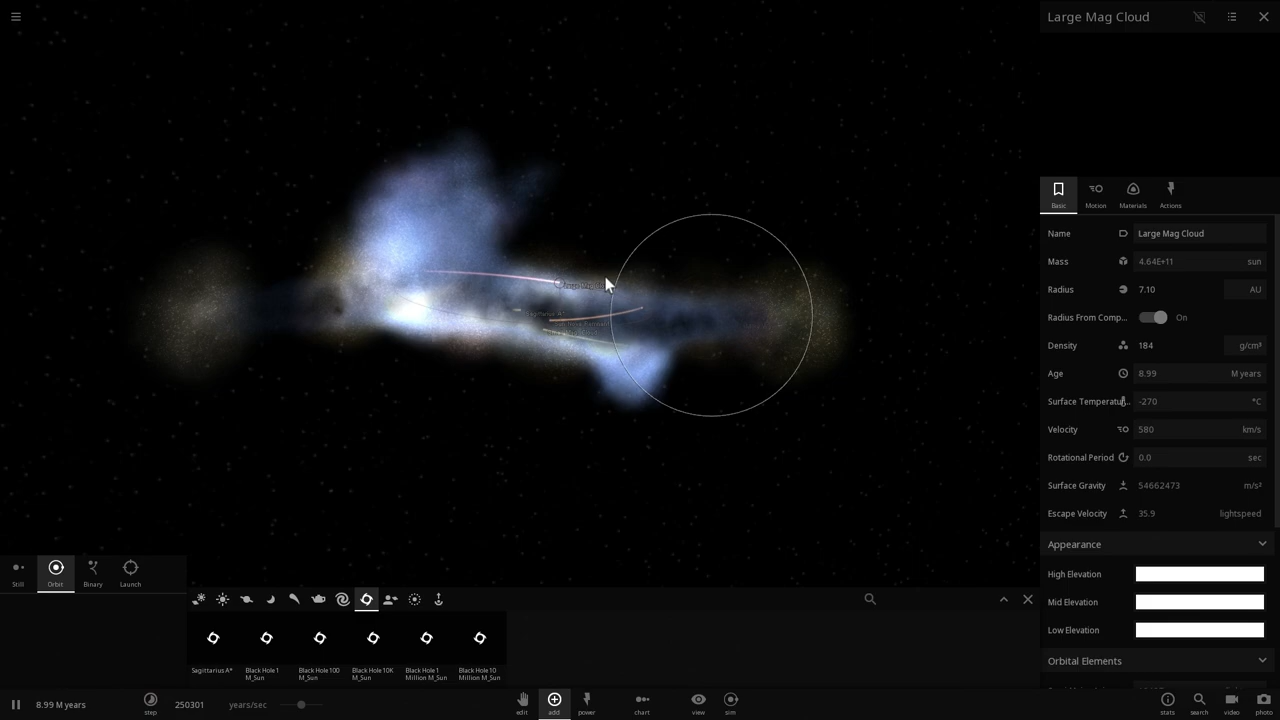 Large Mag Cloud
Sagittarius A*
Basic
Motion
Materials
Actions
Name
Large Mag Cloud
Mass
4.64E+11
sun
Radius
7.10
AU
Radius From Comp...
On
Density
184
g/cm³
Age
8.99
M years
Surface Temperatu...
-270
°C
Velocity
580
km/s
Rotational Period
0.0
sec
Surface Gravity
54662473
m/s²
Escape Velocity
35.9
lightspeed
Appearance
High Elevation
Mid Elevation
Low Elevation
Orbital Elements
Still
Orbit
Binary
Launch
Sagittarius A*
Black Hole 1
M_Sun
Black Hole 100
M_Sun
Black Hole 10K
M_Sun
Black Hole 1
Million M_Sun
Black Hole 10
Million M_Sun
8.99 M years
step
250301
years/sec
edit
add
power
chart
view
sim
stats
search
video
photo